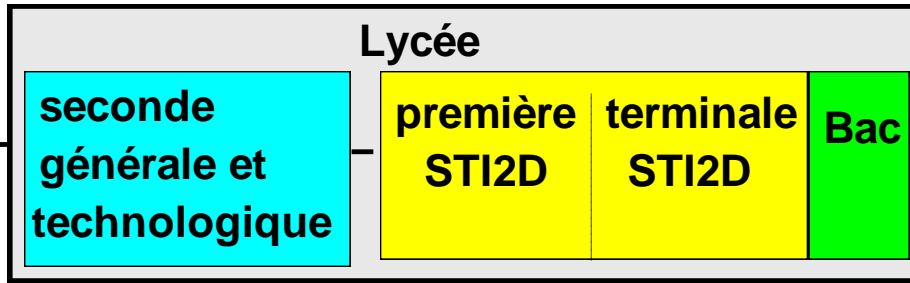 Lycée
seconde
générale et
technologique
première
STI2D
terminale
STI2D
Bac